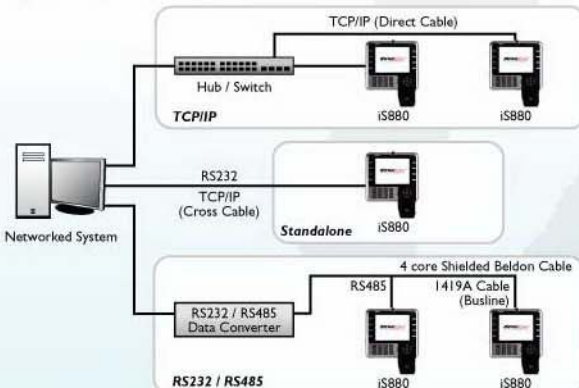 TCP/IP (Direct Cable)
Hub / Switch
iS880
iS880
TCP/IP
RS232
TCP/IP
(Cross Cable)
iS880
Standalone
Networked System
4 core Shielded Beldon Cable
RS485
1419A Cable
(Busline)
RS232 / RS485
Data Converter
RS232 / RS485
iS880
iS880